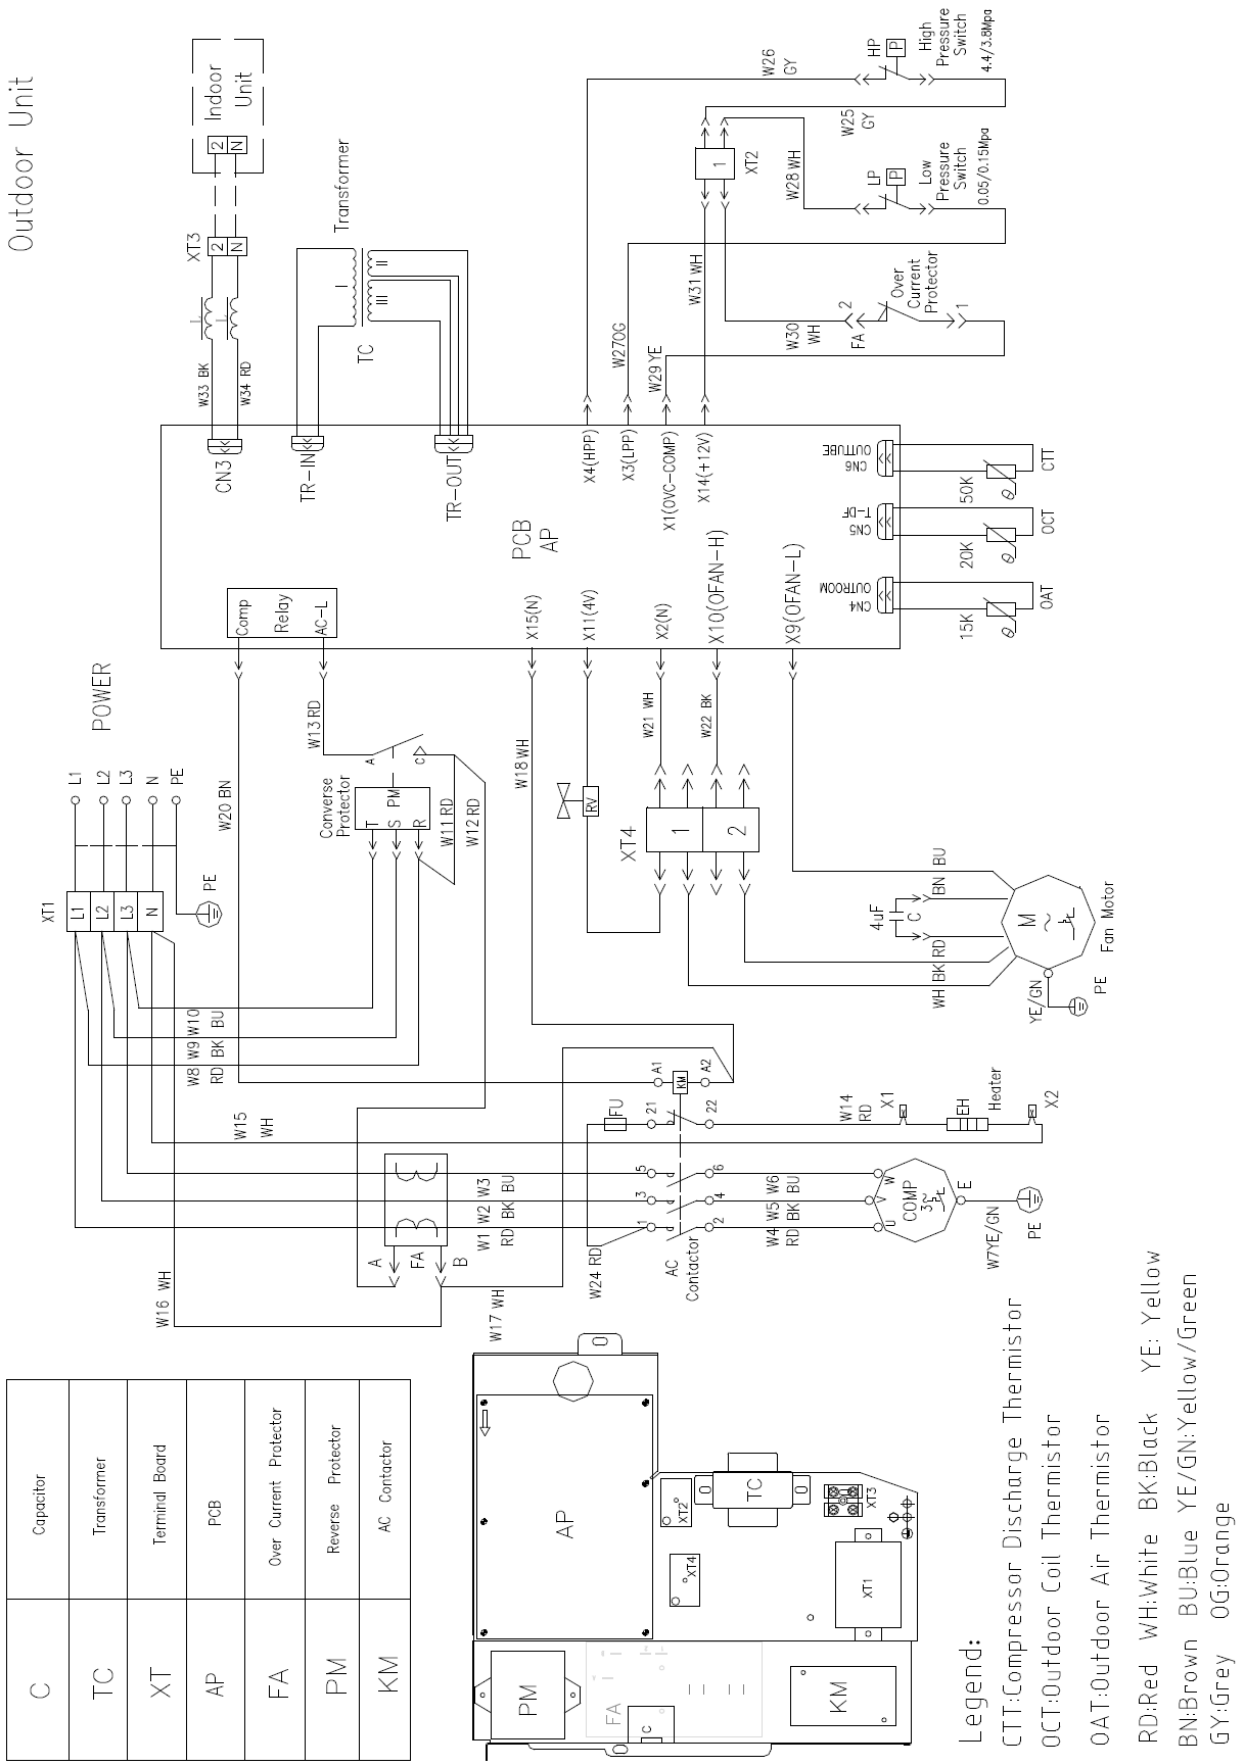 Outdoor Unit
POWER
L1
L2
L3
N
PE
XT1
L1
L2
L3
N
PE
Indoor
Unit
2
N
XT3
2
N
W33 BK
W34 RD
CN3
TR-IN
TR-OUT
TC
Transformer
I
II
III
PCB
AP
Comp
Relay
AC-L
X15(N)
X11(4V)
X2(N)
X10(OFAN-H)
X9(OFAN-L)
X4(HPP)
X3(LPP)
X1(OVC-COMP)
X14(+12V)
CN4
OUTROOM
CN5
T-DF
CN6
OUTTUBE
15K
θ
OAT
20K
θ
OCT
50K
θ
CTT
W26
GY
HP
P
High
Pressure
Switch
4.4/3.8Mpa
W25
GY
1
XT2
W28 WH
LP
P
Low
Pressure
Switch
0.05/0.15Mpa
W27OG
W31 WH
W29 YE
W30
WH
FA
2
Over
Current
Protector
1
W20 BN
W13 RD
A
C
Converse
Protector
T
S
R
PM
W11 RD
W12 RD
W18 WH
RV
W21 WH
W22 BK
XT4
1
2
BU
BN
4uF
C
RD
BK
WH
M
~
Fan Motor
YE/GN
PE
W8 W9 W10
RD BK BU
W15
WH
W16 WH
A
FA
B
W17 WH
W1 W2 W3
RD BK BU
W24 RD
FU
21
22
5
3
1
6
4
2
A1
KM
A2
AC
Contactor
W4 W5 W6
RD BK BU
W14
RD
X1
EH
Heater
X2
U
V
W
COMP
3~
E
W7YE/GN
PE
C Capacitor
TC Transformer
XT Terminal Board
AP PCB
FA Over Current Protector
PM Reverse Protector
KM AC Contactor
AP
PM
FA
C
KM
XT4
XT2
TC
XT3
XT1
Legend:
CTT:Compressor Discharge Thermistor
OCT:Outdoor Coil Thermistor
OAT:Outdoor Air Thermistor
RD:Red WH:White BK:Black YE: Yellow
BN:Brown BU:Blue YE/GN:Yellow/Green
GY:Grey OG:Orange